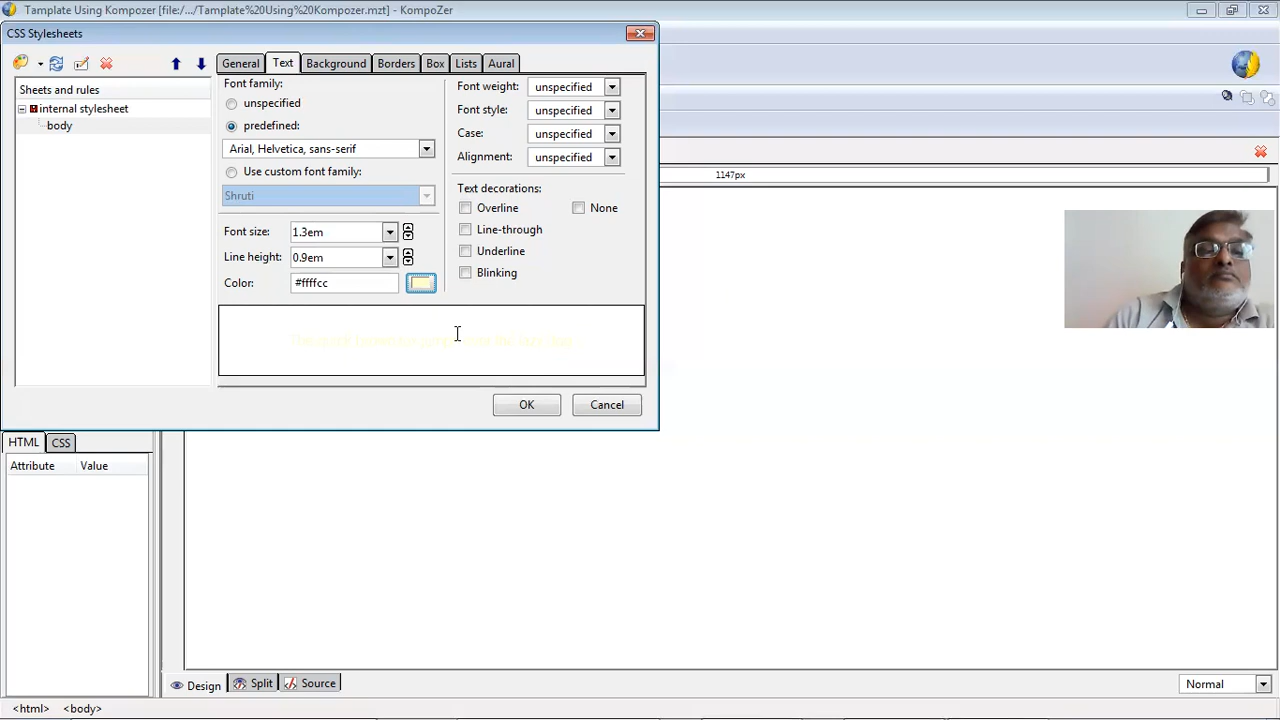 Tamplate Using Kompozer [file:/.../Tamplate%20Using%20Kompozer.mzt] - KompoZer
CSS Stylesheets
General Text Background Borders Box Lists Aural
Sheets and rules
internal stylesheet
body
Font family:
unspecified
predefined:
Arial, Helvetica, sans-serif
Use custom font family:
Shruti
Font size: 1.3em
Line height: 0.9em
Color: #ffffcc
Font weight: unspecified
Font style: unspecified
Case: unspecified
Alignment: unspecified
Text decorations:
Overline None
Line-through
Underline
Blinking
OK Cancel
1147px
HTML CSS
Attribute Value
Design Split Source
Normal
<html> <body>